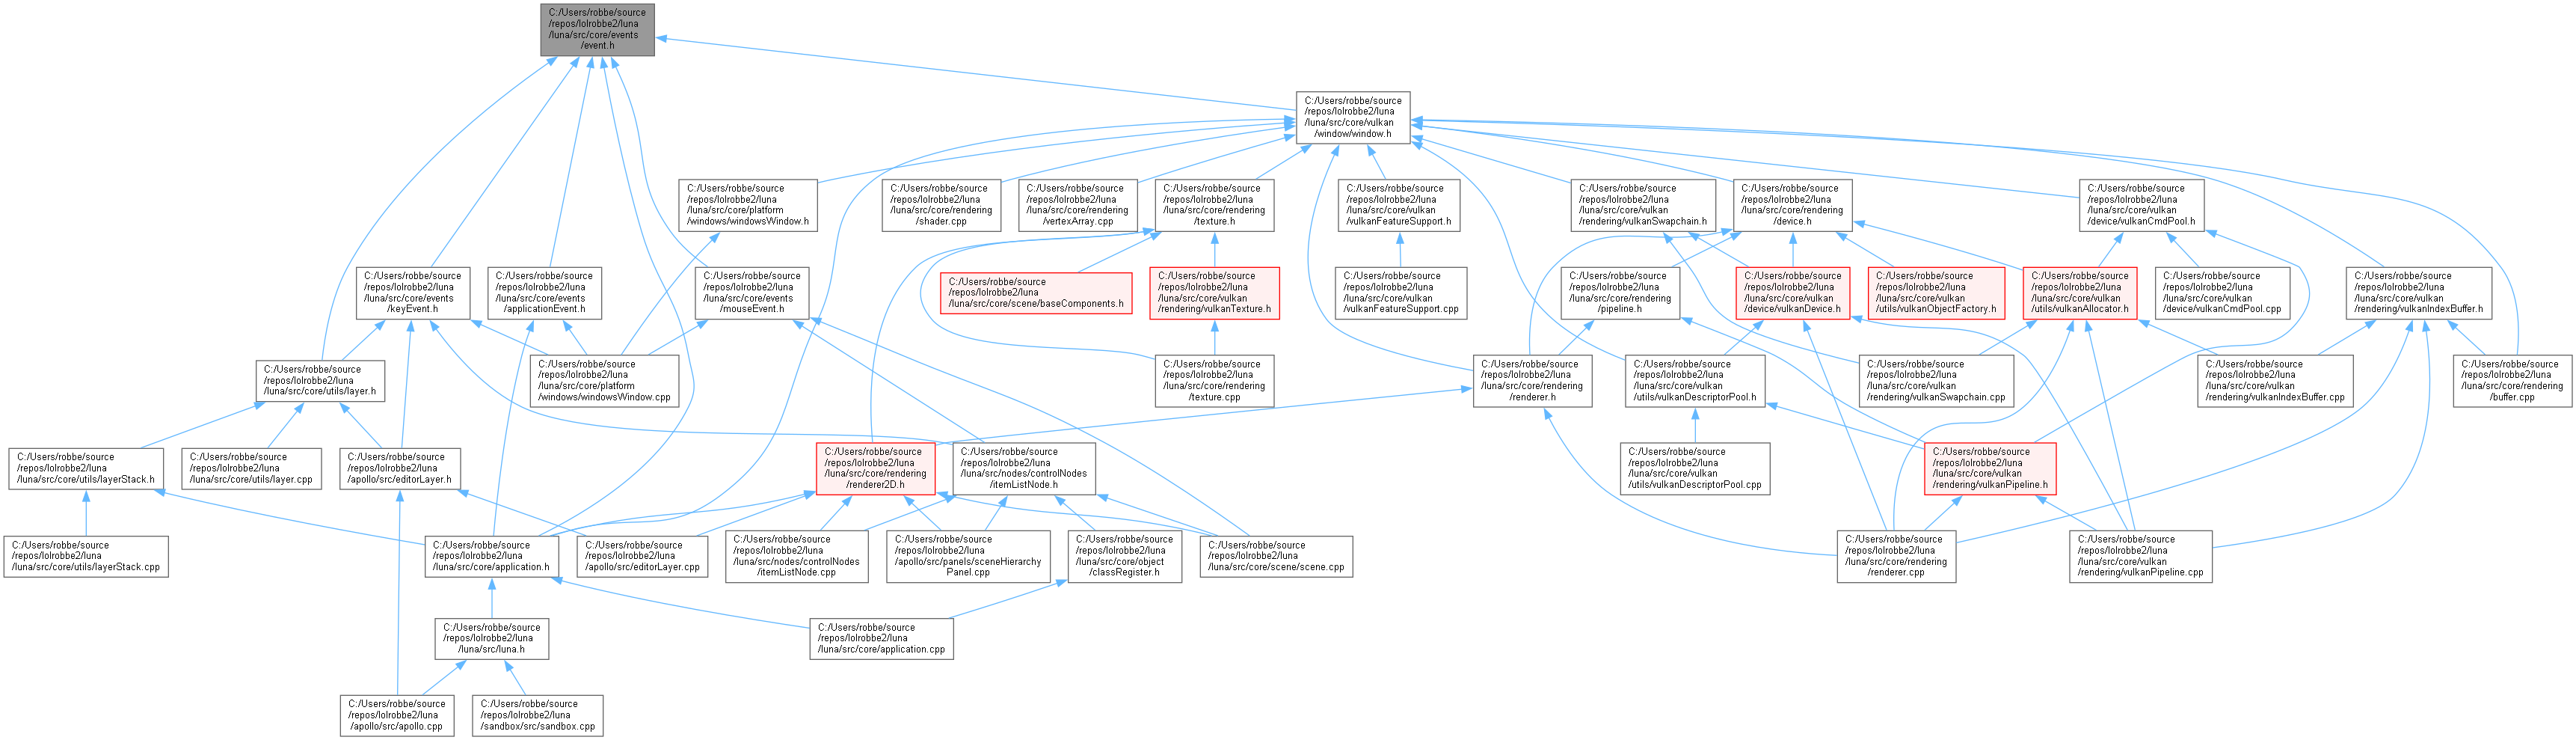 C:/Users/robbe/source
/repos/lolrobbe2/luna
/luna/src/core/events
/event.h
C:/Users/robbe/source
/repos/lolrobbe2/luna
/luna/src/core/vulkan
/window/window.h
C:/Users/robbe/source
/repos/lolrobbe2/luna
/luna/src/core/platform
/windows/windowsWindow.h
C:/Users/robbe/source
/repos/lolrobbe2/luna
/luna/src/core/rendering
/shader.cpp
C:/Users/robbe/source
/repos/lolrobbe2/luna
/luna/src/core/rendering
/vertexArray.cpp
C:/Users/robbe/source
/repos/lolrobbe2/luna
/luna/src/core/rendering
/texture.h
C:/Users/robbe/source
/repos/lolrobbe2/luna
/luna/src/core/vulkan
/vulkanFeatureSupport.h
C:/Users/robbe/source
/repos/lolrobbe2/luna
/luna/src/core/vulkan
/rendering/vulkanSwapchain.h
C:/Users/robbe/source
/repos/lolrobbe2/luna
/luna/src/core/rendering
/device.h
C:/Users/robbe/source
/repos/lolrobbe2/luna
/luna/src/core/vulkan
/device/vulkanCmdPool.h
C:/Users/robbe/source
/repos/lolrobbe2/luna
/luna/src/core/events
/keyEvent.h
C:/Users/robbe/source
/repos/lolrobbe2/luna
/luna/src/core/events
/applicationEvent.h
C:/Users/robbe/source
/repos/lolrobbe2/luna
/luna/src/core/events
/mouseEvent.h
C:/Users/robbe/source
/repos/lolrobbe2/luna
/luna/src/core/scene/baseComponents.h
C:/Users/robbe/source
/repos/lolrobbe2/luna
/luna/src/core/vulkan
/rendering/vulkanTexture.h
C:/Users/robbe/source
/repos/lolrobbe2/luna
/luna/src/core/vulkan
/vulkanFeatureSupport.cpp
C:/Users/robbe/source
/repos/lolrobbe2/luna
/luna/src/core/rendering
/pipeline.h
C:/Users/robbe/source
/repos/lolrobbe2/luna
/luna/src/core/vulkan
/device/vulkanDevice.h
C:/Users/robbe/source
/repos/lolrobbe2/luna
/luna/src/core/vulkan
/utils/vulkanObjectFactory.h
C:/Users/robbe/source
/repos/lolrobbe2/luna
/luna/src/core/vulkan
/utils/vulkanAllocator.h
C:/Users/robbe/source
/repos/lolrobbe2/luna
/luna/src/core/vulkan
/device/vulkanCmdPool.cpp
C:/Users/robbe/source
/repos/lolrobbe2/luna
/luna/src/core/vulkan
/rendering/vulkanIndexBuffer.h
C:/Users/robbe/source
/repos/lolrobbe2/luna
/luna/src/core/utils/layer.h
C:/Users/robbe/source
/repos/lolrobbe2/luna
/luna/src/core/platform
/windows/windowsWindow.cpp
C:/Users/robbe/source
/repos/lolrobbe2/luna
/luna/src/core/rendering
/texture.cpp
C:/Users/robbe/source
/repos/lolrobbe2/luna
/luna/src/core/rendering
/renderer.h
C:/Users/robbe/source
/repos/lolrobbe2/luna
/luna/src/core/vulkan
/utils/vulkanDescriptorPool.h
C:/Users/robbe/source
/repos/lolrobbe2/luna
/luna/src/core/vulkan
/rendering/vulkanSwapchain.cpp
C:/Users/robbe/source
/repos/lolrobbe2/luna
/luna/src/core/vulkan
/rendering/vulkanIndexBuffer.cpp
C:/Users/robbe/source
/repos/lolrobbe2/luna
/luna/src/core/rendering
/buffer.cpp
C:/Users/robbe/source
/repos/lolrobbe2/luna
/luna/src/core/utils/layerStack.h
C:/Users/robbe/source
/repos/lolrobbe2/luna
/luna/src/core/utils/layer.cpp
C:/Users/robbe/source
/repos/lolrobbe2/luna
/apollo/src/editorLayer.h
C:/Users/robbe/source
/repos/lolrobbe2/luna
/luna/src/core/rendering
/renderer2D.h
C:/Users/robbe/source
/repos/lolrobbe2/luna
/luna/src/nodes/controlNodes
/itemListNode.h
C:/Users/robbe/source
/repos/lolrobbe2/luna
/luna/src/core/vulkan
/utils/vulkanDescriptorPool.cpp
C:/Users/robbe/source
/repos/lolrobbe2/luna
/luna/src/core/vulkan
/rendering/vulkanPipeline.h
C:/Users/robbe/source
/repos/lolrobbe2/luna
/luna/src/core/utils/layerStack.cpp
C:/Users/robbe/source
/repos/lolrobbe2/luna
/luna/src/core/application.h
C:/Users/robbe/source
/repos/lolrobbe2/luna
/apollo/src/editorLayer.cpp
C:/Users/robbe/source
/repos/lolrobbe2/luna
/luna/src/nodes/controlNodes
/itemListNode.cpp
C:/Users/robbe/source
/repos/lolrobbe2/luna
/apollo/src/panels/sceneHierarchy
Panel.cpp
C:/Users/robbe/source
/repos/lolrobbe2/luna
/luna/src/core/object
/classRegister.h
C:/Users/robbe/source
/repos/lolrobbe2/luna
/luna/src/core/scene/scene.cpp
C:/Users/robbe/source
/repos/lolrobbe2/luna
/luna/src/core/rendering
/renderer.cpp
C:/Users/robbe/source
/repos/lolrobbe2/luna
/luna/src/core/vulkan
/rendering/vulkanPipeline.cpp
C:/Users/robbe/source
/repos/lolrobbe2/luna
/luna/src/luna.h
C:/Users/robbe/source
/repos/lolrobbe2/luna
/luna/src/core/application.cpp
C:/Users/robbe/source
/repos/lolrobbe2/luna
/apollo/src/apollo.cpp
C:/Users/robbe/source
/repos/lolrobbe2/luna
/sandbox/src/sandbox.cpp